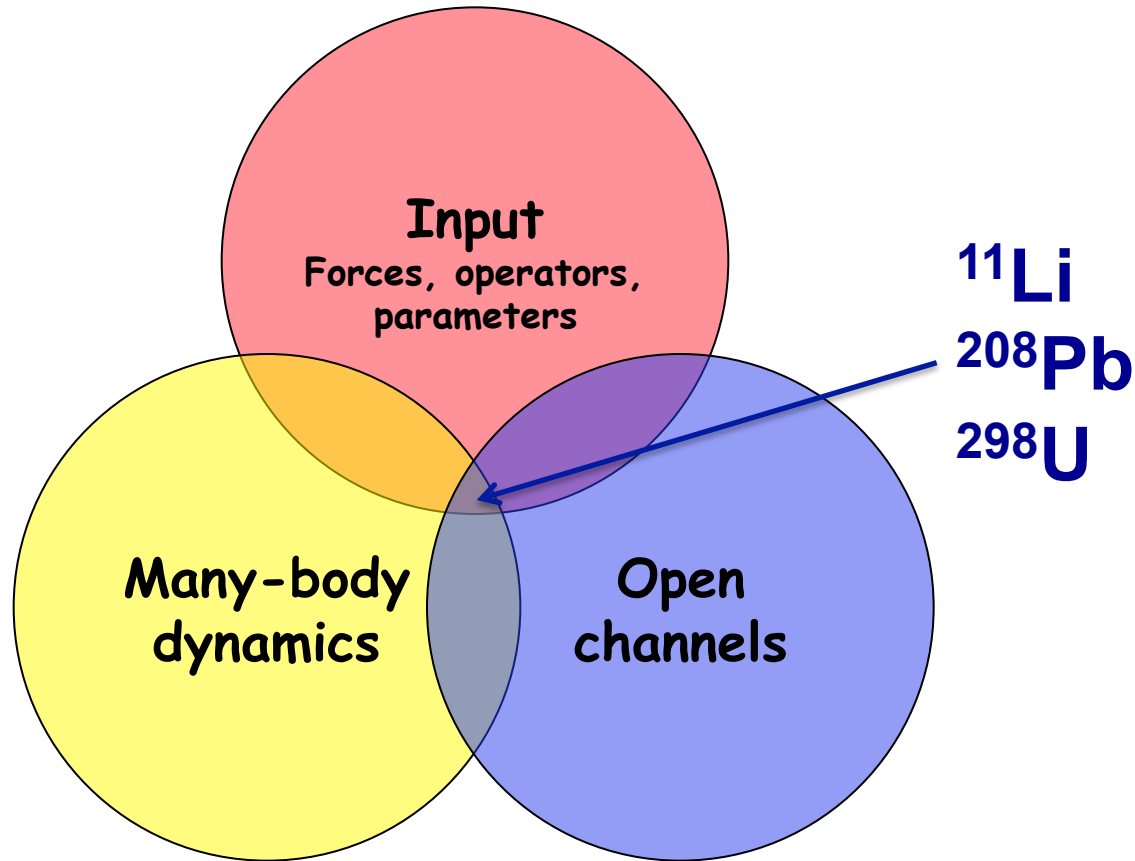 Input
Forces, operators,
parameters
Many-body
dynamics
Open
channels
¹¹Li
²⁰⁸Pb
²⁹⁸U